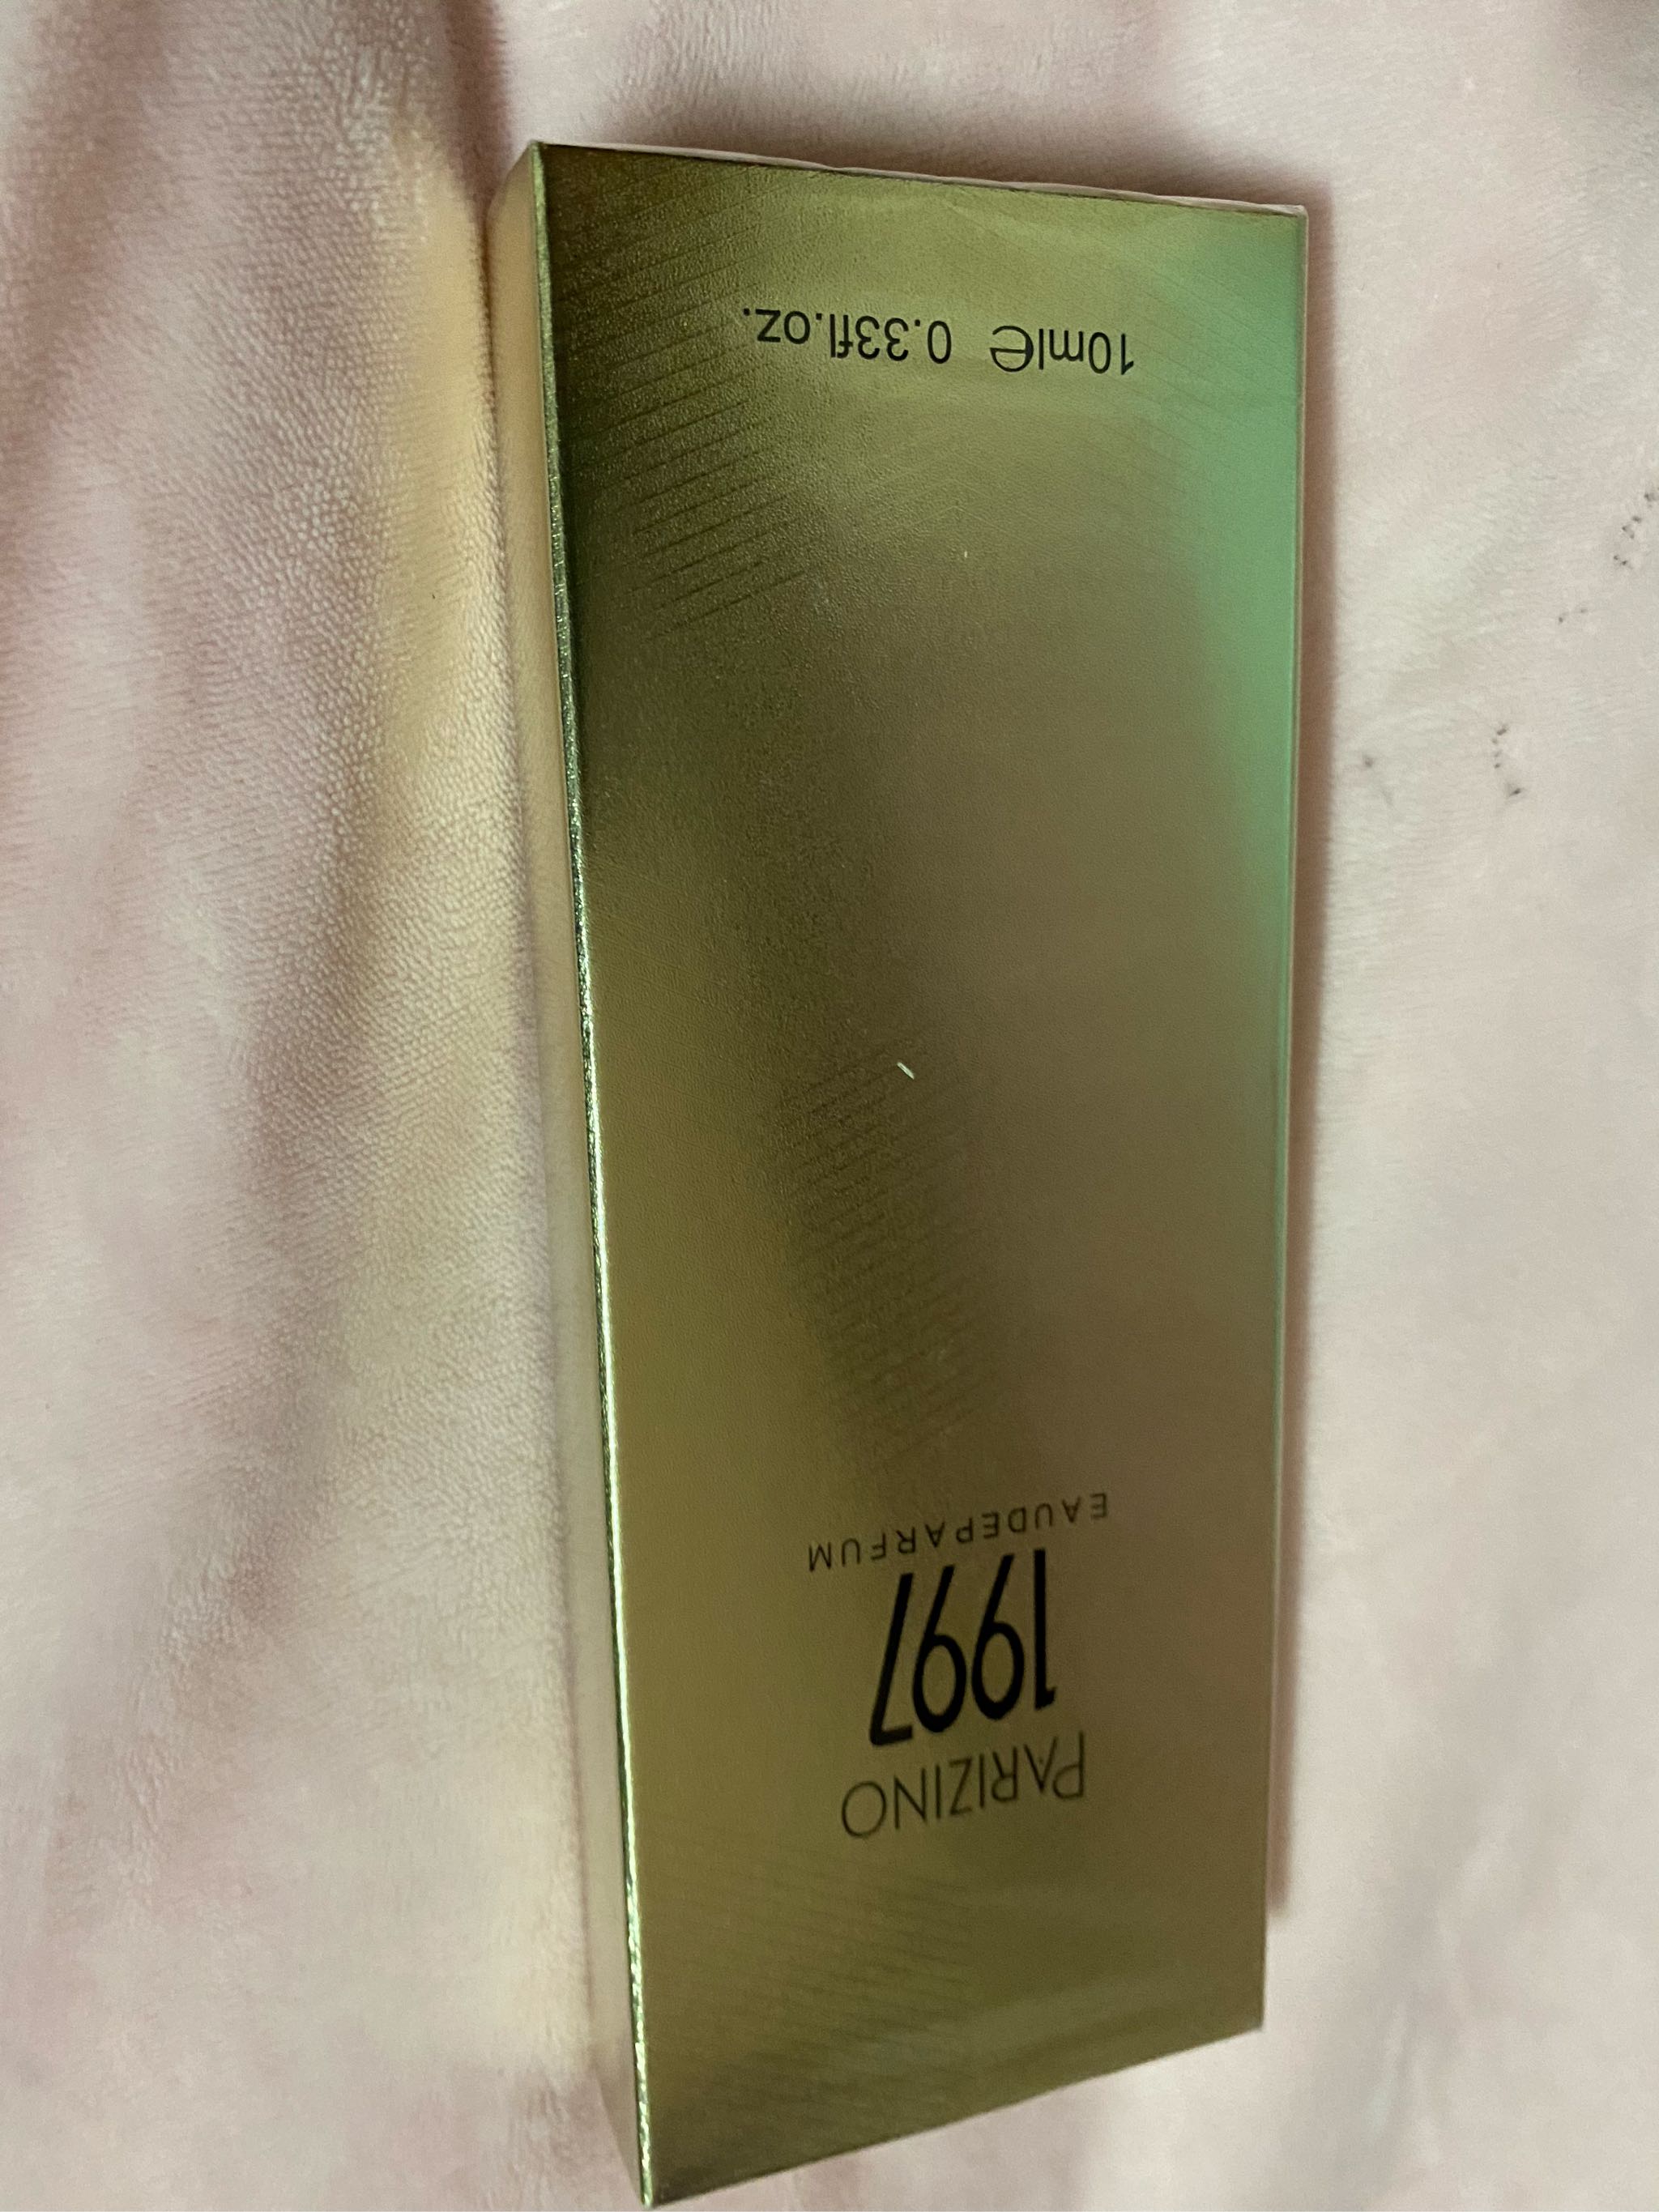 PARIZINO
1997
EAUDEPARFUM
10ml℮ 0.33fl.oz.